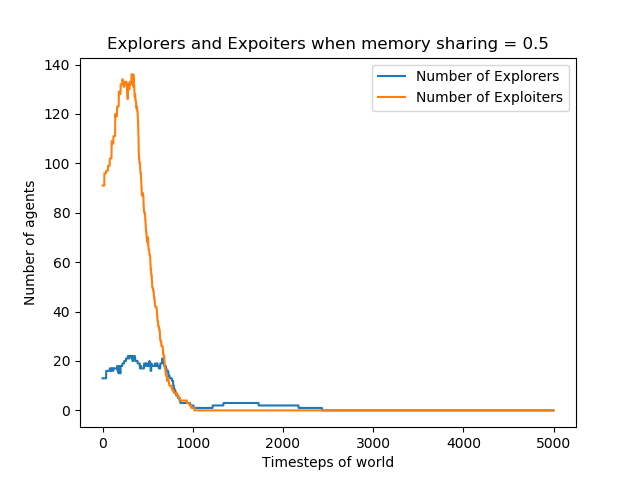 Explorers and Expoiters when memory sharing = 0.5
Number of Explorers
Number of Exploiters
Number of agents
140
120
100
80
60
40
20
0
0 1000 2000 3000 4000 5000
Timesteps of world